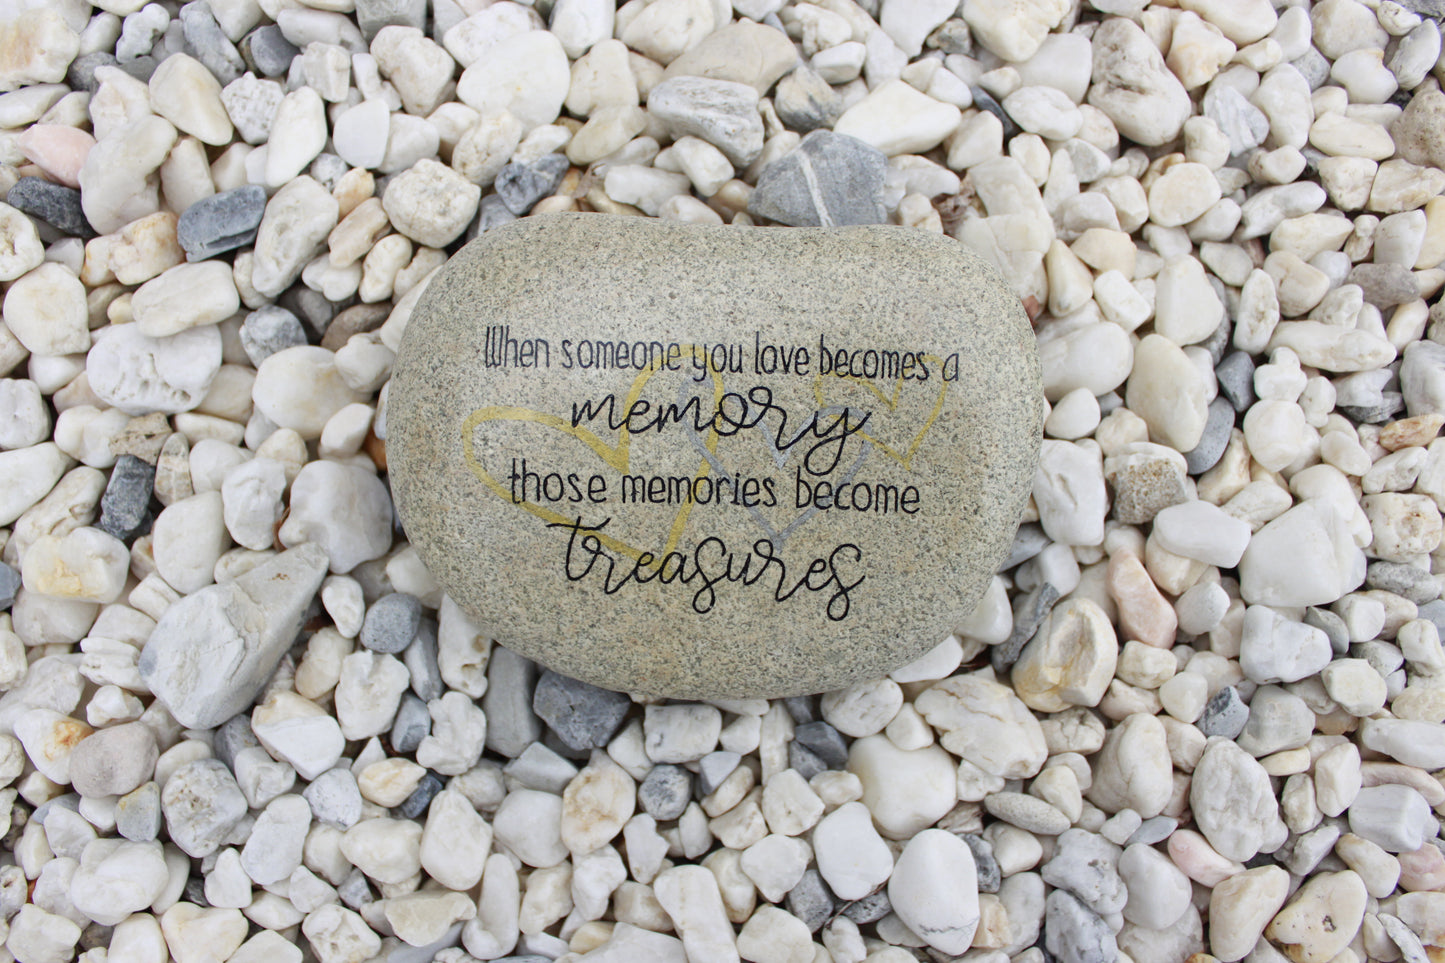 When someone you love becomes a
memory
those memories become
treasures